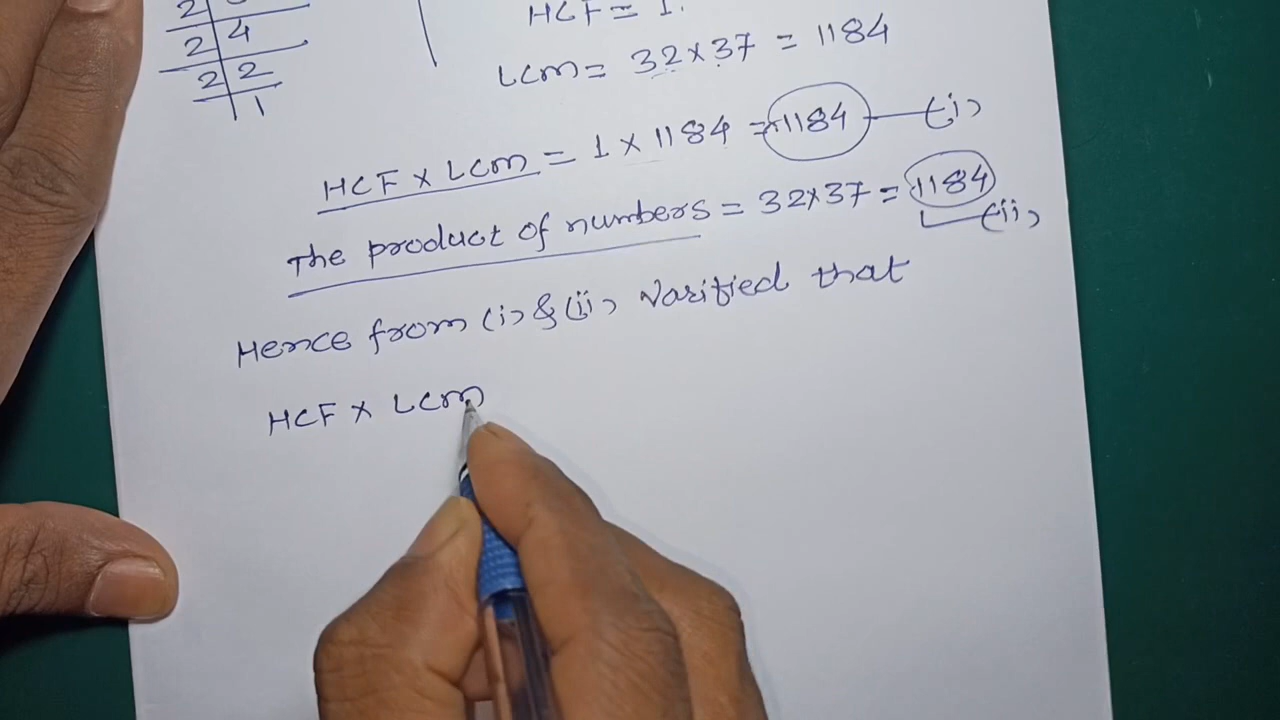 2
2 4
2 2
1
HCF = 1.
LCM = 32 × 37 = 1184
HCF × LCM = 1 × 1184 = 1184 — (i)
The product of numbers = 32×37 = 1184
(ii)
Hence from (i) & (ii) Varified that
HCF × LCM